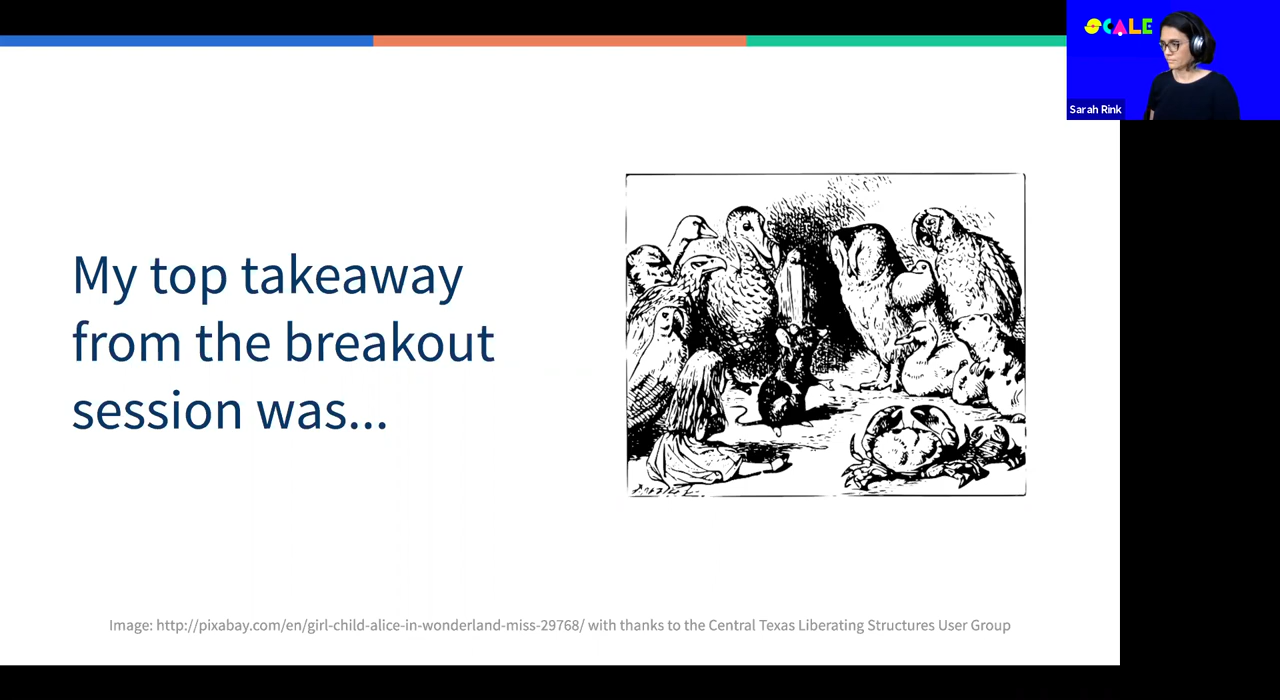 SCALE
Sarah Rink
My top takeaway
from the breakout
session was...
Image: http://pixabay.com/en/girl-child-alice-in-wonderland-miss-29768/ with thanks to the Central Texas Liberating Structures User Group